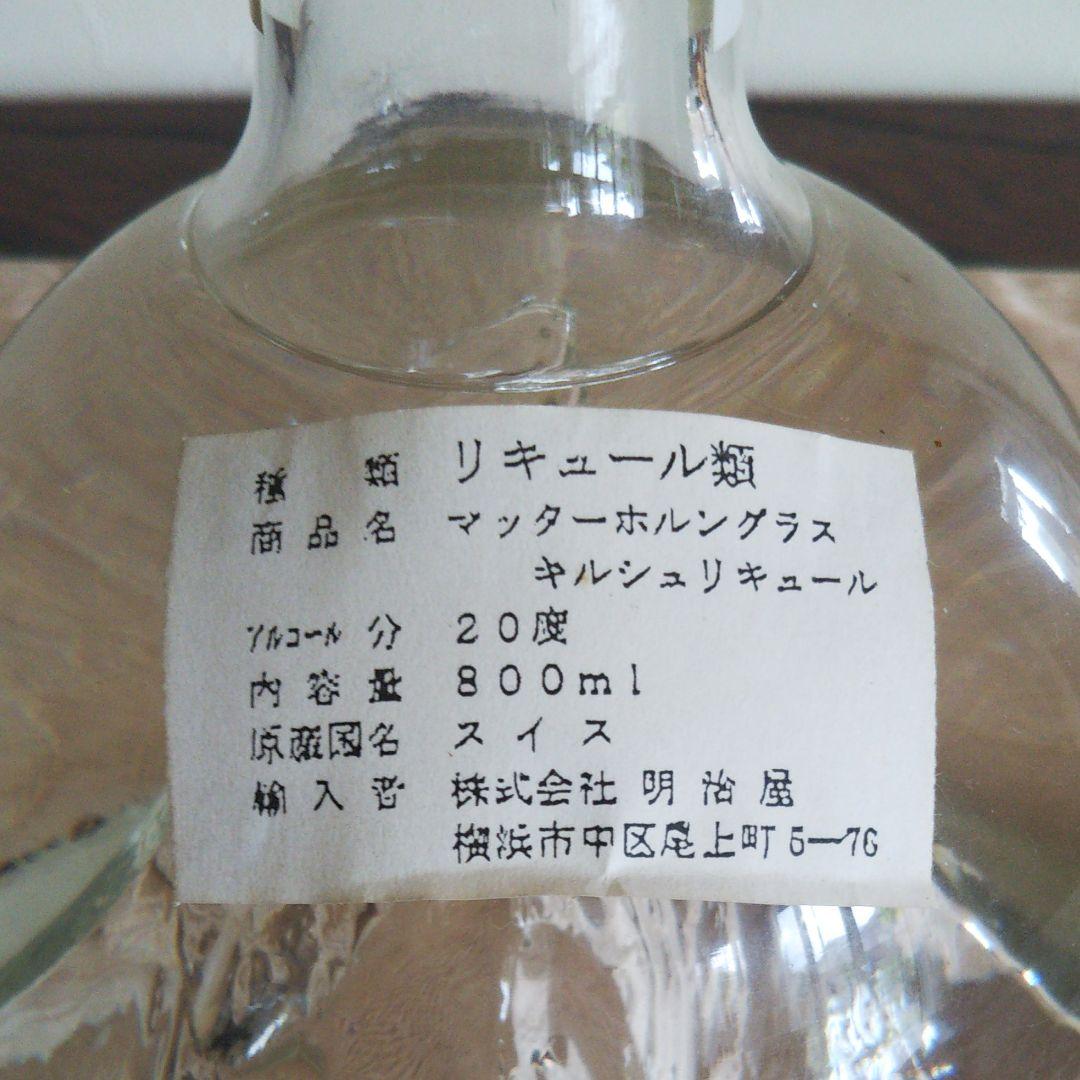 種類 リキュール類
商品名 マッターホルングラス
キルシュリキュール
アルコール分 20度
内容量 800ml
原産国名 スイス
輸入者 株式会社 明治屋
横浜市中区尾上町5-76